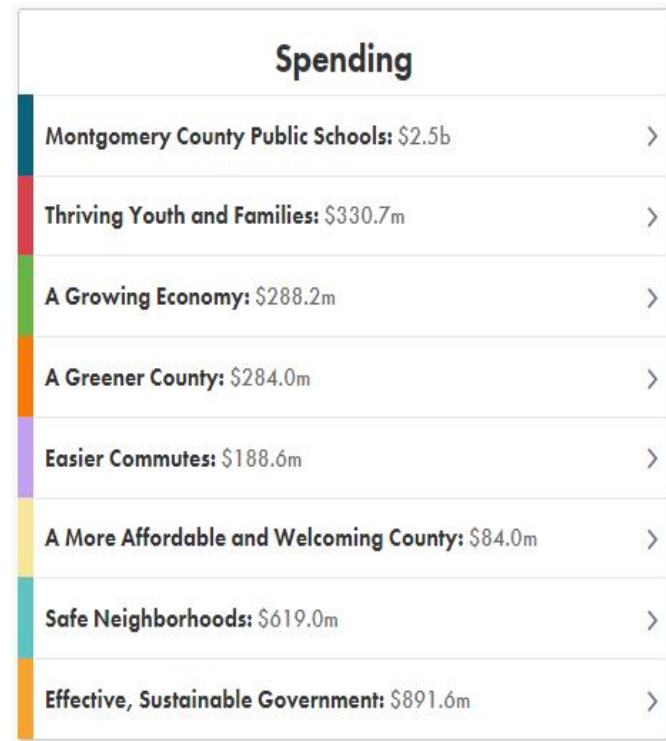 Spending
Montgomery County Public Schools: $2.5b
Thriving Youth and Families: $330.7m
A Growing Economy: $288.2m
A Greener County: $284.0m
Easier Commutes: $188.6m
A More Affordable and Welcoming County: $84.0m
Safe Neighborhoods: $619.0m
Effective, Sustainable Government: $891.6m